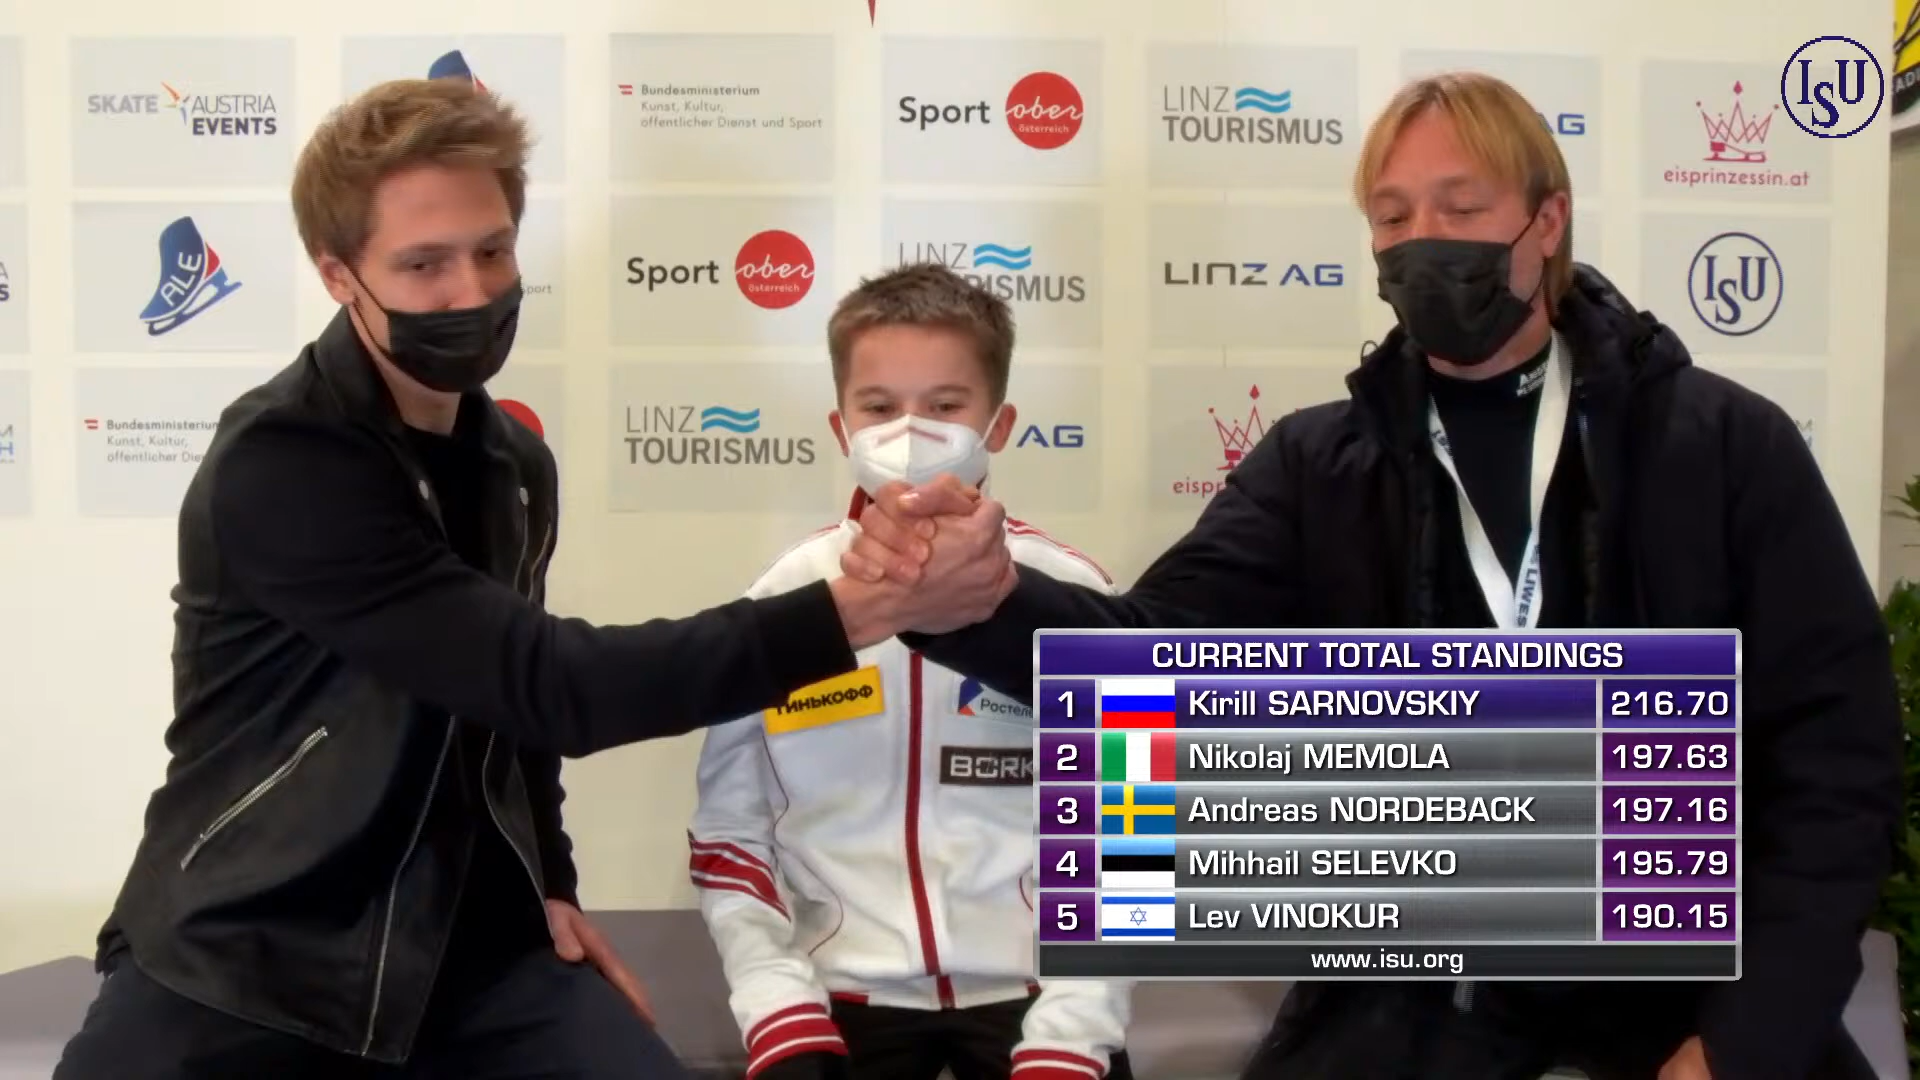 SKATE AUSTRIA
EVENTS
Bundesministerium
Kunst, Kultur,
öffentlicher Dienst und Sport
Sport ober
österreich
LINZ
TOURISMUS
AG
eisprinzessin.at
ISU
ALE
Sport ober
österreich
LINZ
TOURISMUS
LINZ AG
ISU
Bundesministerium
Kunst, Kultur,
LINZ
TOURISMUS
AG
ТИНЬКОФФ
BORK
CURRENT TOTAL STANDINGS
1 Kirill SARNOVSKIY 216.70
2 Nikolaj MEMOLA 197.63
3 Andreas NORDEBACK 197.16
4 Mihhail SELEVKO 195.79
5 Lev VINOKUR 190.15
www.isu.org